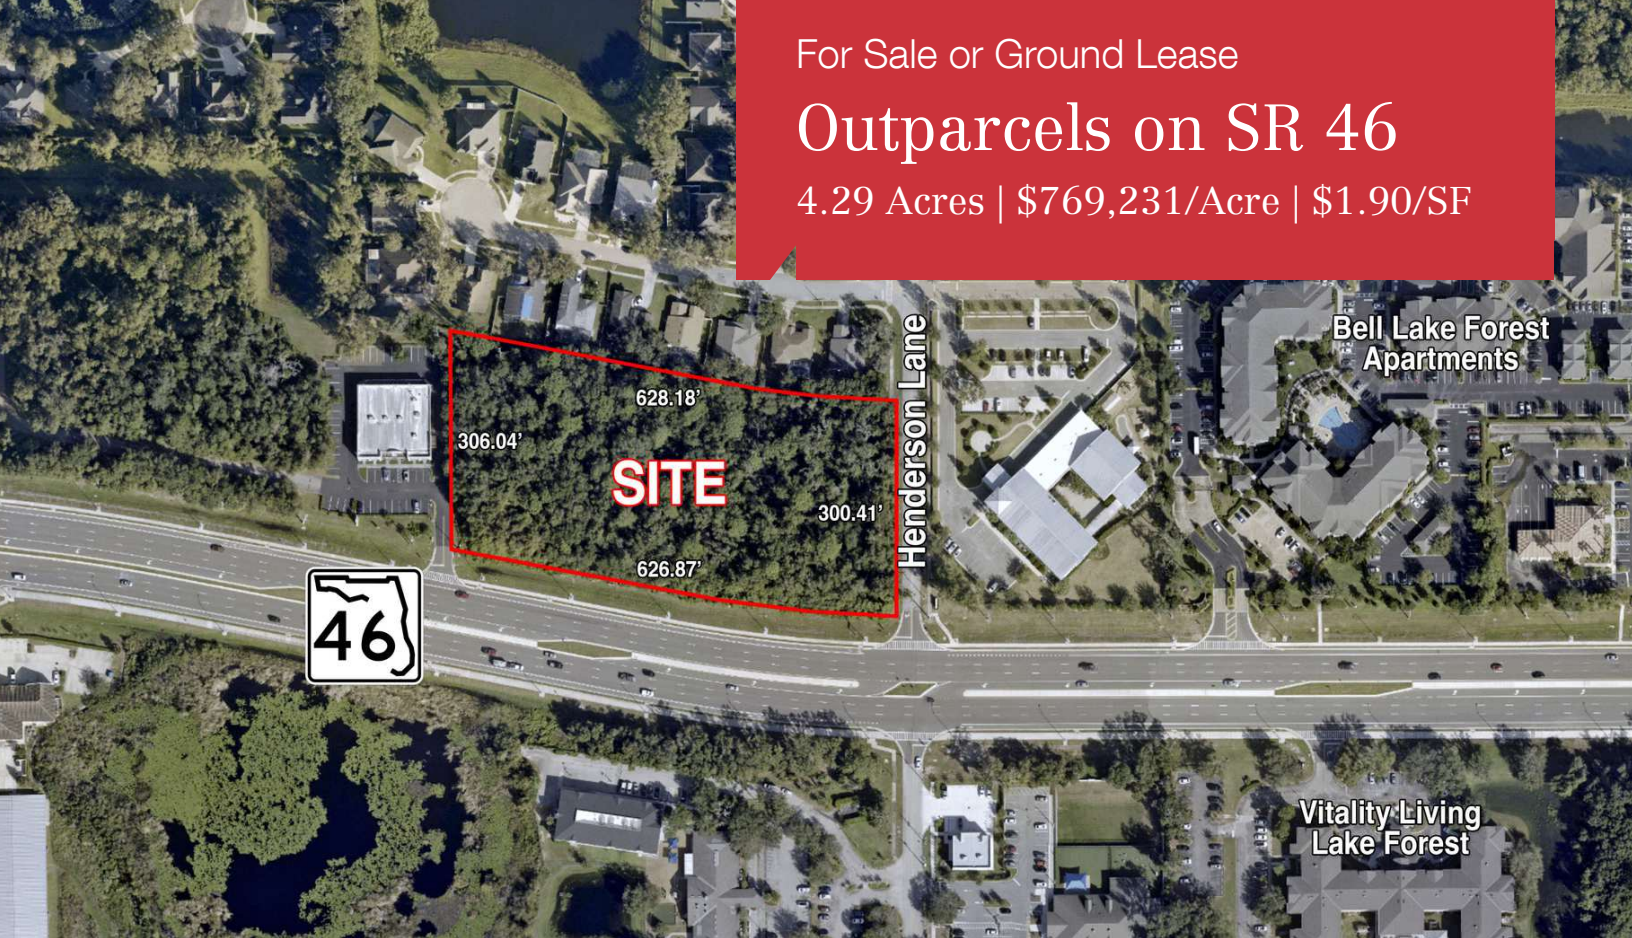 For Sale or Ground Lease
Outparcels on SR 46
4.29 Acres | $769,231/Acre | $1.90/SF
Bell Lake Forest
Apartments
Henderson Lane
628.18’
306.04’
SITE
300.41’
626.87’
46
Vitality Living
Lake Forest